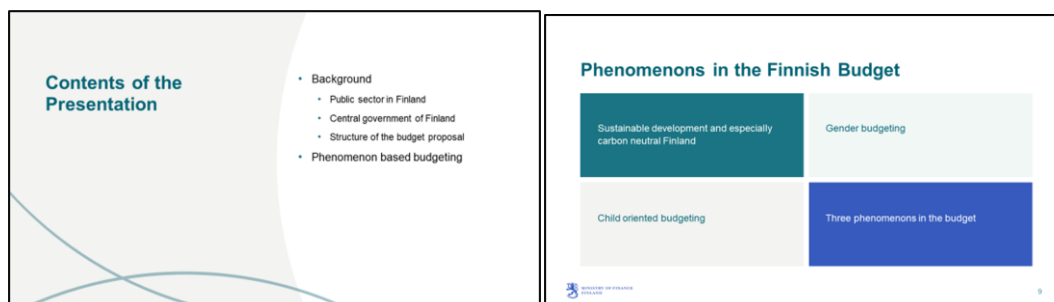 Contents of the
Presentation
• Background
• Public sector in Finland
• Central government of Finland
• Structure of the budget proposal
• Phenomenon based budgeting
Phenomenons in the Finnish Budget
Sustainable development and especially
carbon neutral Finland
Gender budgeting
Child oriented budgeting
Three phenomenons in the budget
MINISTRY OF FINANCE
FINLAND
9